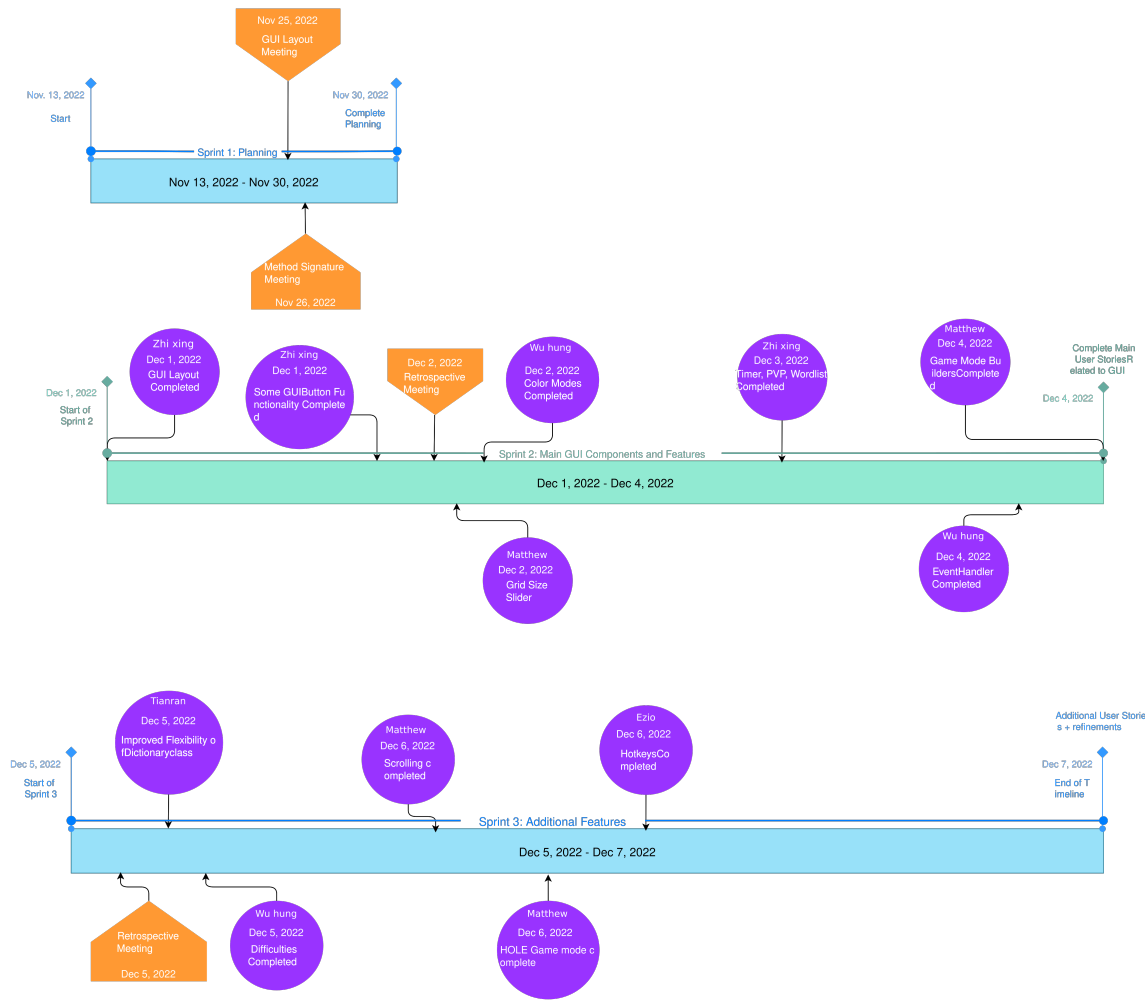 Nov 25, 2022
GUI Layout
Meeting
Nov. 13, 2022
Start
Nov 30, 2022
Complete
Planning
Sprint 1: Planning
Nov 13, 2022 - Nov 30, 2022
Method Signature
Meeting
Nov 26, 2022
Zhi xing
Dec 1, 2022
GUI Layout
Completed
Zhi xing
Dec 1, 2022
Some GUIButton Fu
nctionality Complete
d
Dec 2, 2022
Retrospective
Meeting
Wu hung
Dec 2, 2022
Color Modes
Completed
Zhi xing
Dec 3, 2022
Timer, PVP, Wordlist
Completed
Matthew
Dec 4, 2022
Game Mode Bu
ildersComplete
d
Complete Main
User StoriesR
elated to GUI
Dec 4, 2022
Dec 1, 2022
Start of
Sprint 2
Sprint 2: Main GUI Components and Features
Dec 1, 2022 - Dec 4, 2022
Matthew
Dec 2, 2022
Grid Size
Slider
Wu hung
Dec 4, 2022
EventHandler
Completed
Tianran
Dec 5, 2022
Improved Flexibility o
fDictionaryclass
Matthew
Dec 6, 2022
Scrolling c
ompleted
Ezio
Dec 6, 2022
HotkeysCo
mpleted
Additional User Storie
s + refinements
Dec 7, 2022
End of T
imeline
Dec 5, 2022
Start of
Sprint 3
Sprint 3: Additional Features
Dec 5, 2022 - Dec 7, 2022
Retrospective
Meeting
Dec 5, 2022
Wu hung
Dec 5, 2022
Difficulties
Completed
Matthew
Dec 6, 2022
HOLE Game mode c
omplete